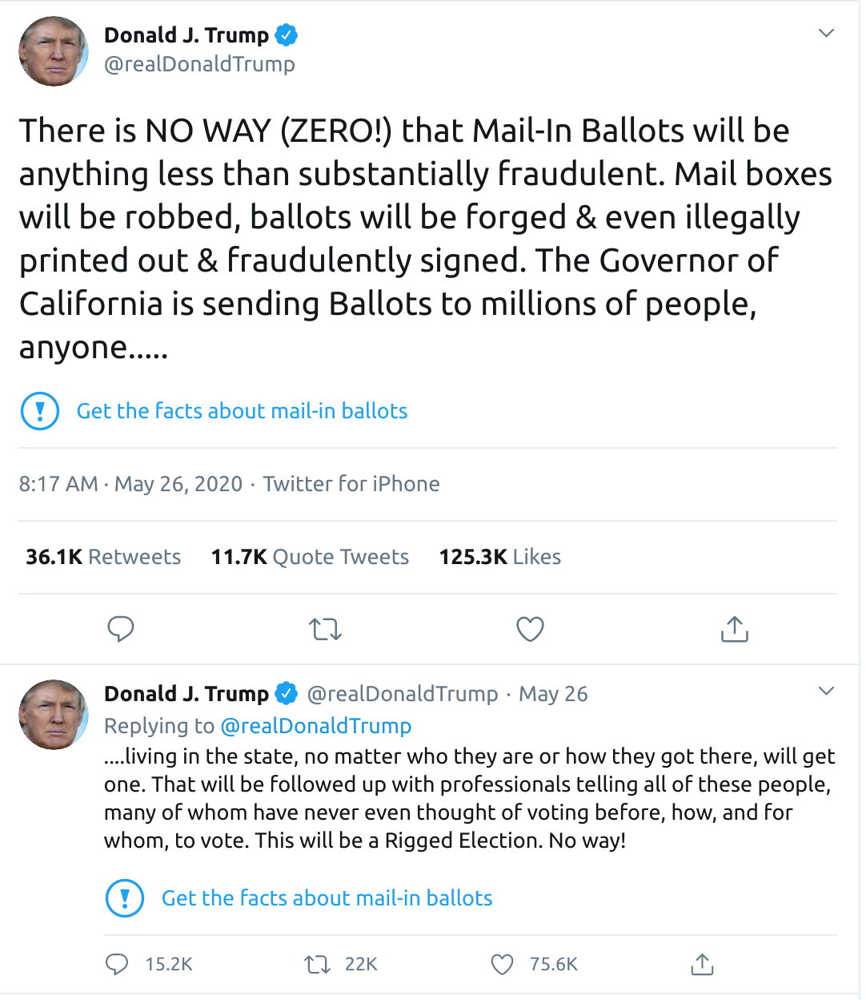 Donald J. Trump
@realDonaldTrump
There is NO WAY (ZERO!) that Mail-In Ballots will be
anything less than substantially fraudulent. Mail boxes
will be robbed, ballots will be forged & even illegally
printed out & fraudulently signed. The Governor of
California is sending Ballots to millions of people,
anyone.....
Get the facts about mail-in ballots
8:17 AM · May 26, 2020 · Twitter for iPhone
36.1K Retweets 11.7K Quote Tweets 125.3K Likes
Donald J. Trump @realDonaldTrump · May 26
Replying to @realDonaldTrump
....living in the state, no matter who they are or how they got there, will get
one. That will be followed up with professionals telling all of these people,
many of whom have never even thought of voting before, how, and for
whom, to vote. This will be a Rigged Election. No way!
Get the facts about mail-in ballots
15.2K 22K 75.6K